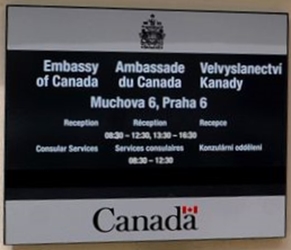 Embassy of Canada
Ambassade du Canada
Velvyslanectví Kanady
Muchova 6, Praha 6
Reception Réception Recepce
08:30 – 12:30, 13:30 – 16:30
Consular Services Services consulaires Konzulární oddělení
08:30 – 12:30
Canada